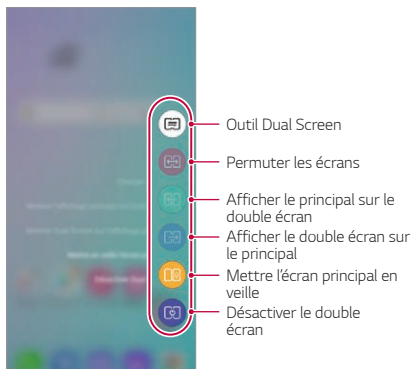 Outil Dual Screen
Permuter les écrans
Afficher le principal sur le
double écran
Afficher le double écran sur
le principal
Mettre l'écran principal en
veille
Désactiver le double
écran